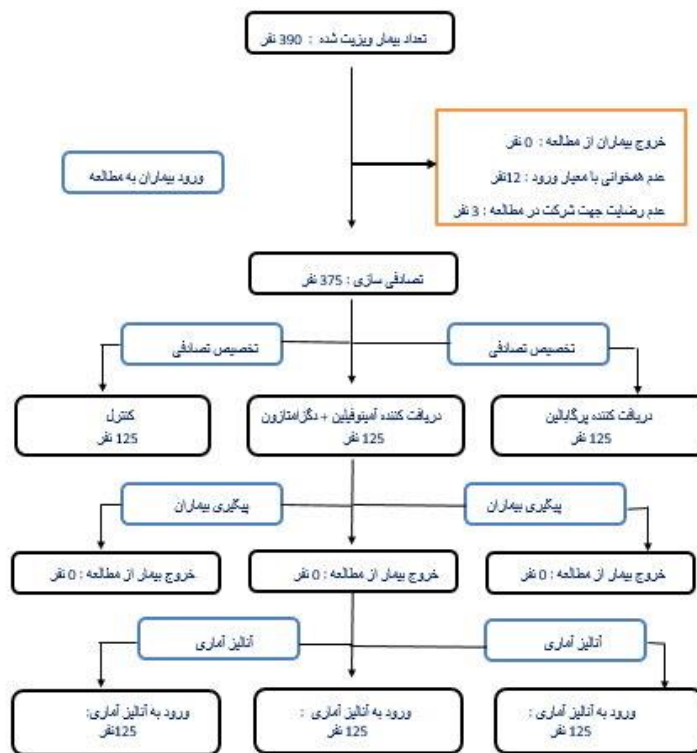 تعداد بیمار ویزیت شده : 390 نفر
خروج بیماران از مطالعه : 0 نفر
عدم همخوانی با معیار ورود : 12نفر
عدم رضایت جهت شرکت در مطالعه : 3 نفر
ورود بیماران به مطالعه
تصادفی سازی : 375 نفر
تخصیص تصادفی
تخصیص تصادفی
دریافت کننده پرگابالین
125 نفر
دریافت کننده آمینوفیلین + دگزامتازون
125 نفر
کنترل
125 نفر
پیگیری بیماران
پیگیری بیماران
خروج بیمار از مطالعه : 0 نفر
خروج بیمار از مطالعه : 0 نفر
خروج بیمار از مطالعه : 0 نفر
آنالیز آماری
آنالیز آماری
ورود به آنالیز آماری :
125 نفر
ورود به آنالیز آماری :
125 نفر
ورود به آنالیز آماری:
125نفر